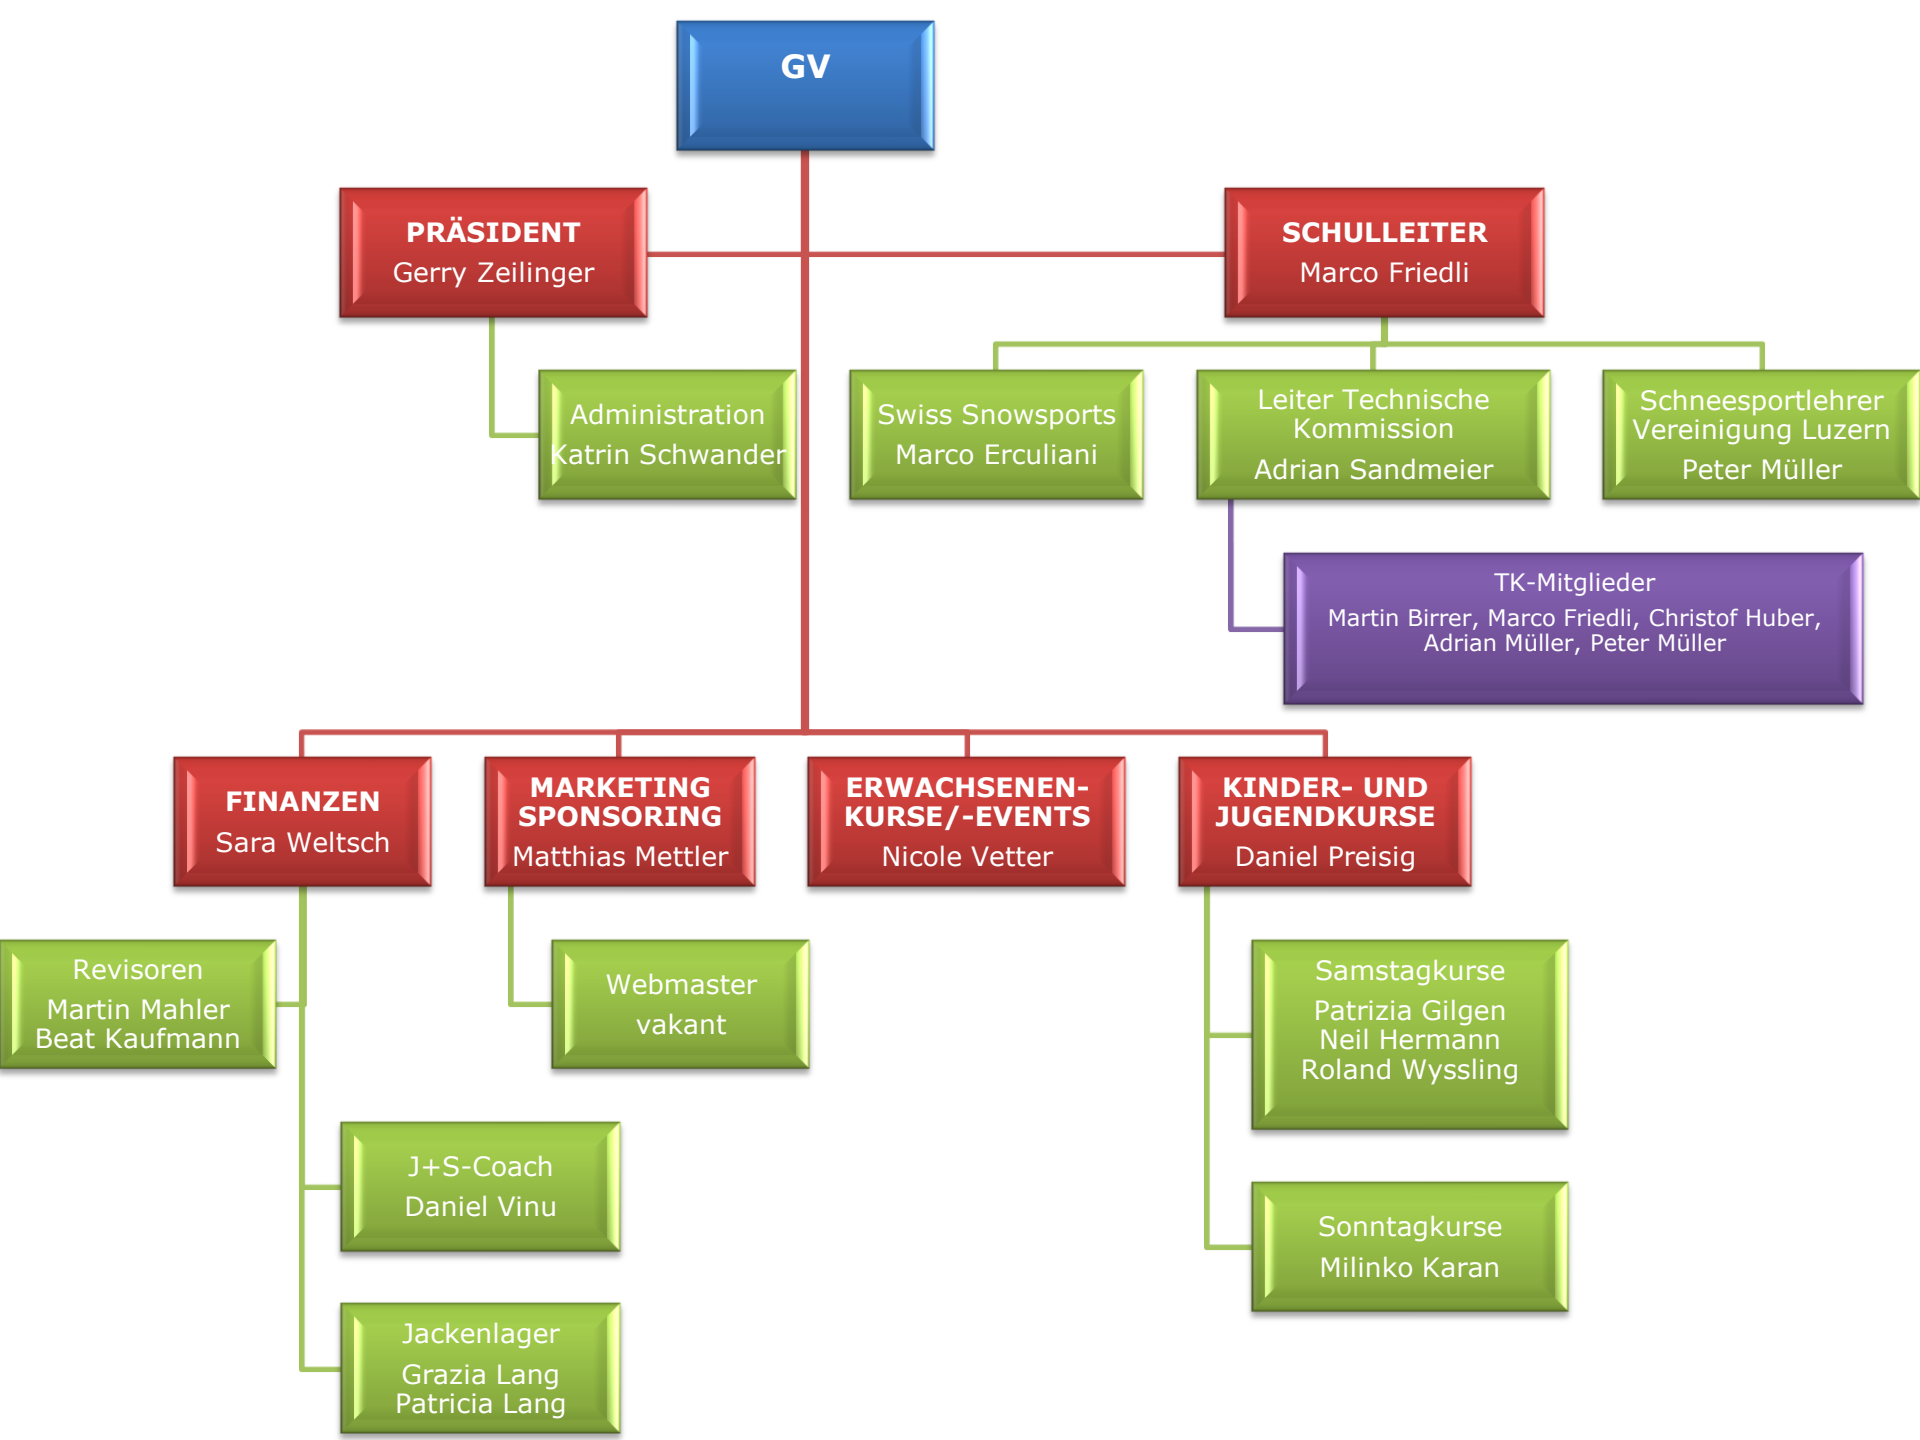 GV
PRÄSIDENT
Gerry Zeilinger
SCHULLEITER
Marco Friedli
Administration
Katrin Schwander
Swiss Snowsports
Marco Erculiani
Leiter Technische
Kommission
Adrian Sandmeier
Schneesportlehrer
Vereinigung Luzern
Peter Müller
TK-Mitglieder
Martin Birrer, Marco Friedli, Christof Huber,
Adrian Müller, Peter Müller
FINANZEN
Sara Weltsch
MARKETING
SPONSORING
Matthias Mettler
ERWACHSENEN-
KURSE/-EVENTS
Nicole Vetter
KINDER- UND
JUGENDKURSE
Daniel Preisig
Revisoren
Martin Mahler
Beat Kaufmann
Webmaster
vakant
Samstagkurse
Patrizia Gilgen
Neil Hermann
Roland Wyssling
J+S-Coach
Daniel Vinu
Sonntagkurse
Milinko Karan
Jackenlager
Grazia Lang
Patricia Lang